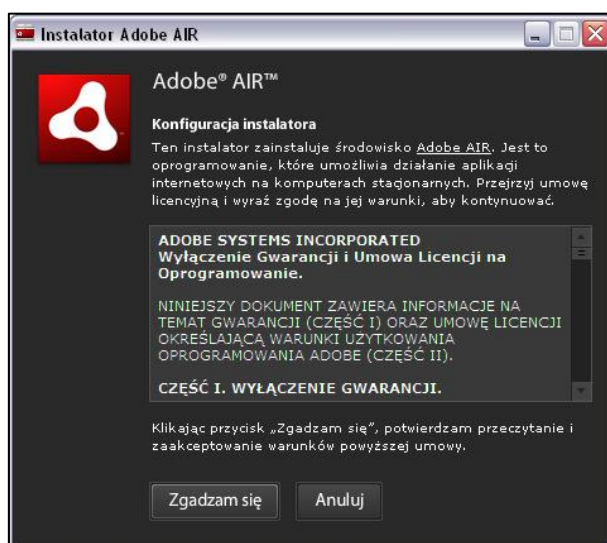 Instalator Adobe AIR
Adobe® AIR™
Konfiguracja instalatora
Ten instalator zainstaluje środowisko Adobe AIR. Jest to
oprogramowanie, które umożliwia działanie aplikacji
internetowych na komputerach stacjonarnych. Przejrzyj umowę
licencyjną i wyraź zgodę na jej warunki, aby kontynuować.
ADOBE SYSTEMS INCORPORATED
Wyłączenie Gwarancji i Umowa Licencji na
Oprogramowanie.
NINIEJSZY DOKUMENT ZAWIERA INFORMACJE NA
TEMAT GWARANCJI (CZĘŚĆ I) ORAZ UMOWĘ LICENCJI
OKREŚLAJĄCĄ WARUNKI UŻYTKOWANIA
OPROGRAMOWANIA ADOBE (CZĘŚĆ II).
CZĘŚĆ I. WYŁĄCZENIE GWARANCJI.
Klikając przycisk „Zgadzam się”, potwierdzam przeczytanie i
zaakceptowanie warunków powyższej umowy.
Zgadzam się
Anuluj